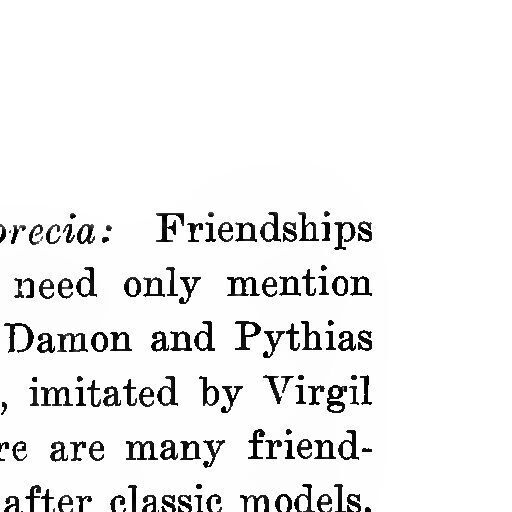 precia: Friendships
need only mention
Damon and Pythias
, imitated by Virgil
re are many friend-
after classic models.